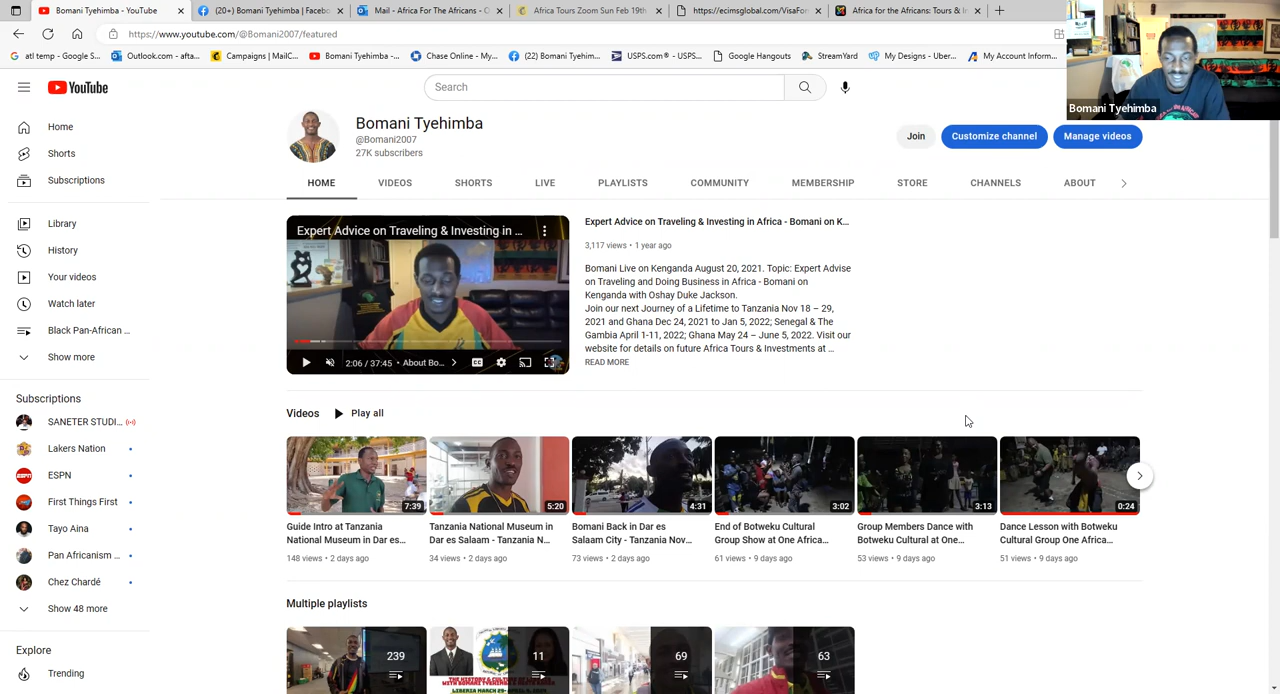 Bomani Tyehimba - YouTube
(20+) Bomani Tyehimba | Faceb
Mail - Africa For The Africans - O
Africa Tours Zoom Sun Feb 19th
https://ecimsglobal.com/VisaFor
Africa for the Africans: Tours & In
https://www.youtube.com/@Bomani2007/featured
atl temp - Google S...
Outlook.com - afta...
Campaigns | MailC...
Bomani Tyehimba -...
Chase Online - My...
(22) Bomani Tyehim...
USPS.com® - USPS...
Google Hangouts
StreamYard
My Designs - Uber...
My Account Inform...
Bomani Tyehimba
YouTube
Search
Home
Shorts
Subscriptions
Library
History
Your videos
Watch later
Black Pan-African ...
Show more
Subscriptions
SANETER STUDI...
Lakers Nation
ESPN
First Things First
Tayo Aina
Pan Africanism ...
Chez Chardé
Show 48 more
Explore
Trending
Bomani Tyehimba
@Bomani2007
27K subscribers
Join
Customize channel
Manage videos
HOME
VIDEOS
SHORTS
LIVE
PLAYLISTS
COMMUNITY
MEMBERSHIP
STORE
CHANNELS
ABOUT
Expert Advice on Traveling & Investing in ...
2:06 / 37:45 • About Bo...
CC
Expert Advice on Traveling & Investing in Africa - Bomani on K...
3,117 views • 1 year ago
Bomani Live on Kenganda August 20, 2021. Topic: Expert Advice
on Traveling and Doing Business in Africa - Bomani on
Kenganda with Oshay Duke Jackson.
Join our next Journey of a Lifetime to Tanzania Nov 18 – 29,
2021 and Ghana Dec 24, 2021 to Jan 5, 2022; Senegal & The
Gambia April 1-11, 2022; Ghana May 24 – June 5, 2022. Visit our
website for details on future Africa Tours & Investments at ...
READ MORE
Videos
Play all
7:39
5:20
4:31
3:02
3:13
0:24
Guide Intro at Tanzania
National Museum in Dar es...
148 views • 2 days ago
Tanzania National Museum in
Dar es Salaam - Tanzania N...
34 views • 2 days ago
Bomani Back in Dar es
Salaam City - Tanzania Nov...
73 views • 2 days ago
End of Botweku Cultural
Group Show at One Africa...
61 views • 9 days ago
Group Members Dance with
Botweku Cultural at One...
53 views • 9 days ago
Dance Lesson with Botweku
Cultural Group One Africa...
51 views • 9 days ago
Multiple playlists
239
11
69
63
THE HISTORY & CULTURE OF LIBERIA
WITH BOMANI TYEHIMBA